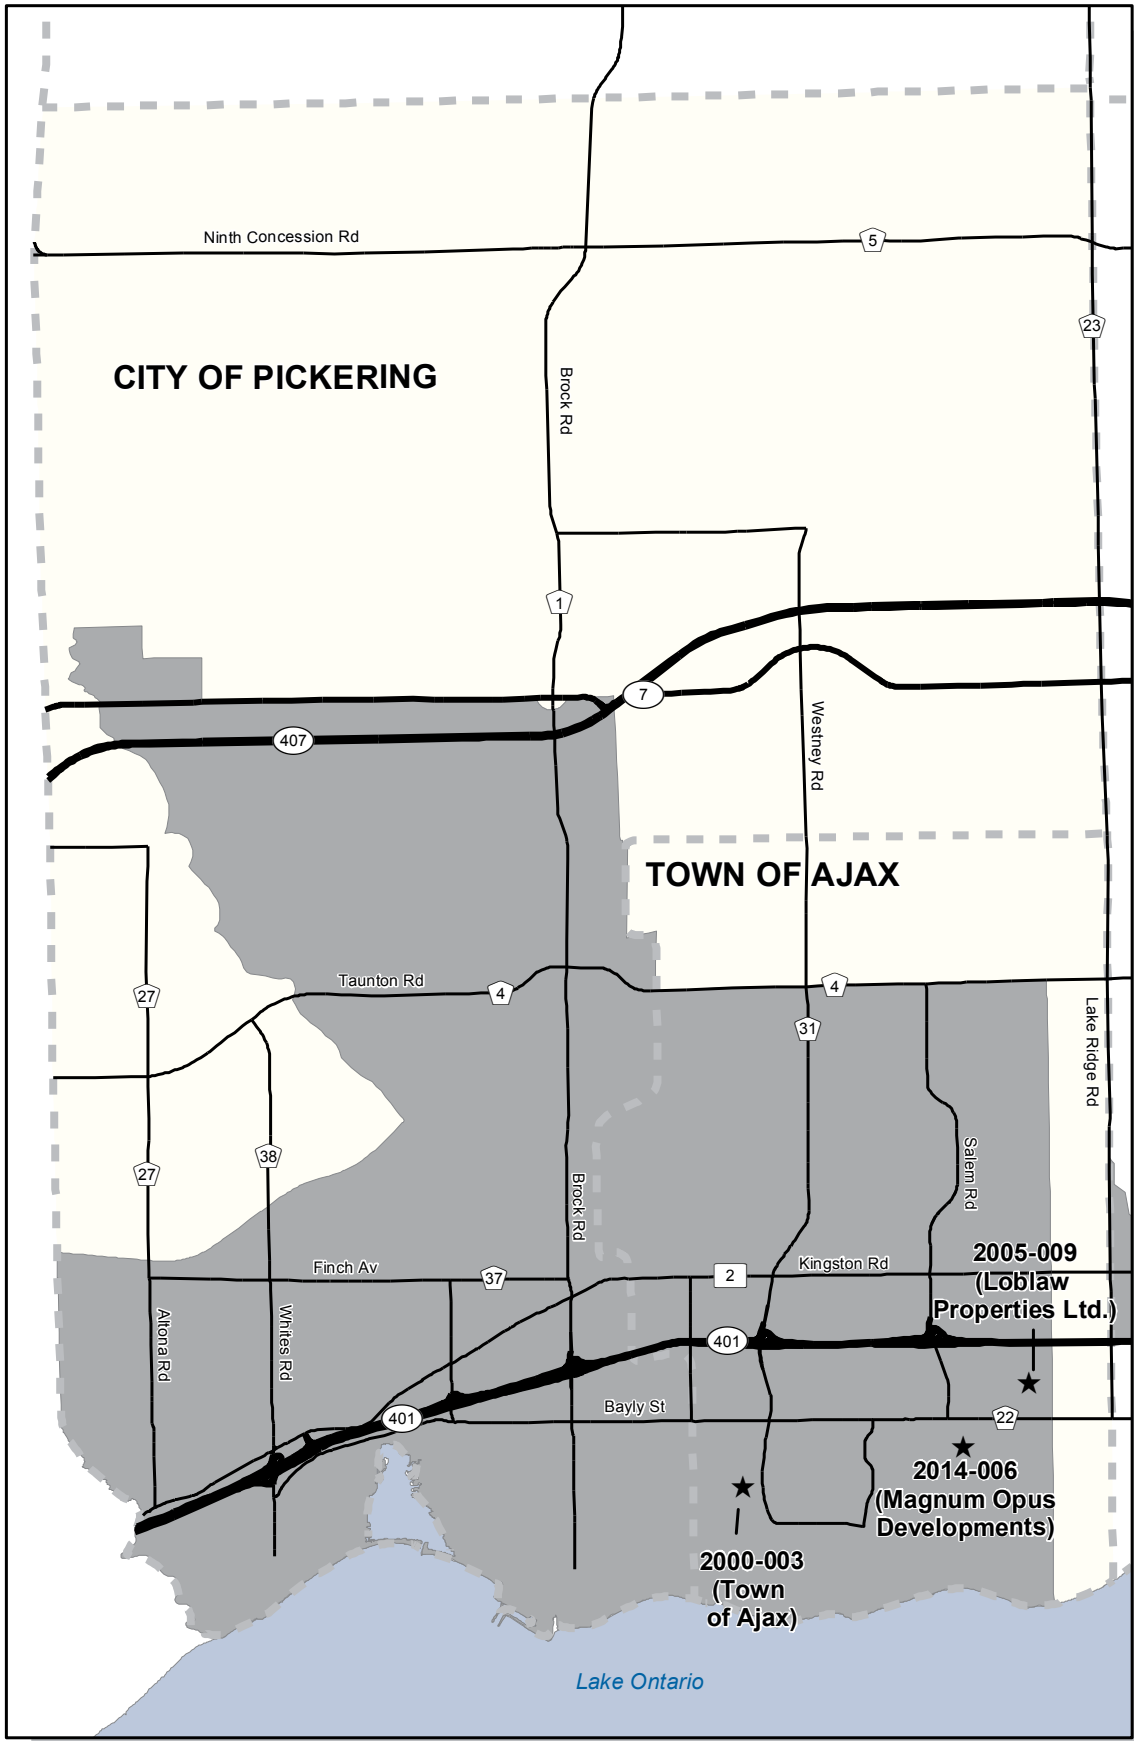 Ninth Concession Rd
5
23
CITY OF PICKERING
Brock Rd
1
7
407
Westney Rd
TOWN OF AJAX
Taunton Rd
4
4
27
31
Lake Ridge Rd
38
27
Salem Rd
Brock Rd
2005-009
(Loblaw
Properties Ltd.)
Finch Av
37
2
Kingston Rd
Altona Rd
Whites Rd
401
401
Bayly St
22
2014-006
(Magnum Opus
Developments)
2000-003
(Town
of Ajax)
Lake Ontario